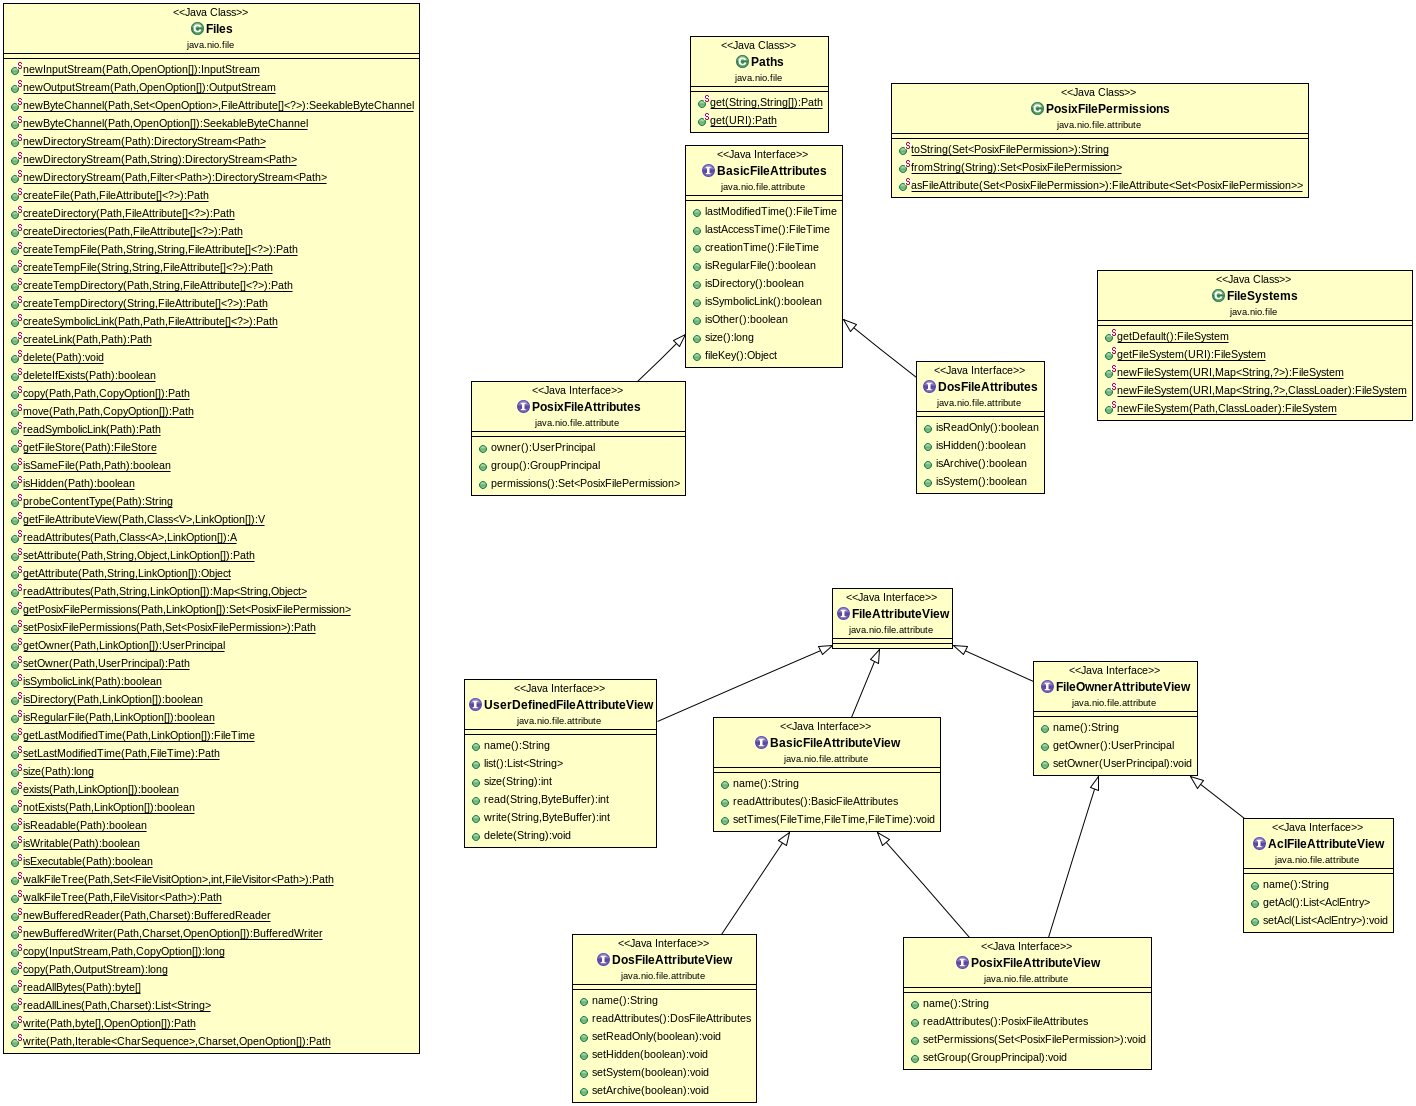 <<Java Class>>
Files
java.nio.file
newInputStream(Path,OpenOption[]):InputStream
newOutputStream(Path,OpenOption[]):OutputStream
newByteChannel(Path,Set<OpenOption>,FileAttribute[]<?>):SeekableByteChannel
newByteChannel(Path,OpenOption[]):SeekableByteChannel
newDirectoryStream(Path):DirectoryStream<Path>
newDirectoryStream(Path,String):DirectoryStream<Path>
newDirectoryStream(Path,Filter<Path>):DirectoryStream<Path>
createFile(Path,FileAttribute[]<?>):Path
createDirectory(Path,FileAttribute[]<?>):Path
createDirectories(Path,FileAttribute[]<?>):Path
createTempFile(Path,String,String,FileAttribute[]<?>):Path
createTempFile(String,String,FileAttribute[]<?>):Path
createTempDirectory(Path,String,FileAttribute[]<?>):Path
createTempDirectory(String,FileAttribute[]<?>):Path
createSymbolicLink(Path,Path,FileAttribute[]<?>):Path
createLink(Path,Path):Path
delete(Path):void
deleteIfExists(Path):boolean
copy(Path,Path,CopyOption[]):Path
move(Path,Path,CopyOption[]):Path
readSymbolicLink(Path):Path
getFileStore(Path):FileStore
isSameFile(Path,Path):boolean
isHidden(Path):boolean
probeContentType(Path):String
getFileAttributeView(Path,Class<V>,LinkOption[]):V
readAttributes(Path,Class<A>,LinkOption[]):A
setAttribute(Path,String,Object,LinkOption[]):Path
getAttribute(Path,String,LinkOption[]):Object
readAttributes(Path,String,LinkOption[]):Map<String,Object>
getPosixFilePermissions(Path,LinkOption[]):Set<PosixFilePermission>
setPosixFilePermissions(Path,Set<PosixFilePermission>):Path
getOwner(Path,LinkOption[]):UserPrincipal
setOwner(Path,UserPrincipal):Path
isSymbolicLink(Path):boolean
isDirectory(Path,LinkOption[]):boolean
isRegularFile(Path,LinkOption[]):boolean
getLastModifiedTime(Path,LinkOption[]):FileTime
setLastModifiedTime(Path,FileTime):Path
size(Path):long
exists(Path,LinkOption[]):boolean
notExists(Path,LinkOption[]):boolean
isReadable(Path):boolean
isWritable(Path):boolean
isExecutable(Path):boolean
walkFileTree(Path,Set<FileVisitOption>,int,FileVisitor<Path>):Path
walkFileTree(Path,FileVisitor<Path>):Path
newBufferedReader(Path,Charset):BufferedReader
newBufferedWriter(Path,Charset,OpenOption[]):BufferedWriter
copy(InputStream,Path,CopyOption[]):long
copy(Path,OutputStream):long
readAllBytes(Path):byte[]
readAllLines(Path,Charset):List<String>
write(Path,byte[],OpenOption[]):Path
write(Path,Iterable<CharSequence>,Charset,OpenOption[]):Path
<<Java Class>>
Paths
java.nio.file
get(String,String[]):Path
get(URI):Path
<<Java Class>>
PosixFilePermissions
java.nio.file.attribute
toString(Set<PosixFilePermission>):String
fromString(String):Set<PosixFilePermission>
asFileAttribute(Set<PosixFilePermission>):FileAttribute<Set<PosixFilePermission>>
<<Java Interface>>
BasicFileAttributes
java.nio.file.attribute
lastModifiedTime():FileTime
lastAccessTime():FileTime
creationTime():FileTime
isRegularFile():boolean
isDirectory():boolean
isSymbolicLink():boolean
isOther():boolean
size():long
fileKey():Object
<<Java Class>>
FileSystems
java.nio.file
getDefault():FileSystem
getFileSystem(URI):FileSystem
newFileSystem(URI,Map<String,?>):FileSystem
newFileSystem(URI,Map<String,?>,ClassLoader):FileSystem
newFileSystem(Path,ClassLoader):FileSystem
<<Java Interface>>
PosixFileAttributes
java.nio.file.attribute
owner():UserPrincipal
group():GroupPrincipal
permissions():Set<PosixFilePermission>
<<Java Interface>>
DosFileAttributes
java.nio.file.attribute
isReadOnly():boolean
isHidden():boolean
isArchive():boolean
isSystem():boolean
<<Java Interface>>
FileAttributeView
java.nio.file.attribute
<<Java Interface>>
UserDefinedFileAttributeView
java.nio.file.attribute
name():String
list():List<String>
size(String):int
read(String,ByteBuffer):int
write(String,ByteBuffer):int
delete(String):void
<<Java Interface>>
BasicFileAttributeView
java.nio.file.attribute
name():String
readAttributes():BasicFileAttributes
setTimes(FileTime,FileTime,FileTime):void
<<Java Interface>>
FileOwnerAttributeView
java.nio.file.attribute
name():String
getOwner():UserPrincipal
setOwner(UserPrincipal):void
<<Java Interface>>
AclFileAttributeView
java.nio.file.attribute
name():String
getAcl():List<AclEntry>
setAcl(List<AclEntry>):void
<<Java Interface>>
DosFileAttributeView
java.nio.file.attribute
name():String
readAttributes():DosFileAttributes
setReadOnly(boolean):void
setHidden(boolean):void
setSystem(boolean):void
setArchive(boolean):void
<<Java Interface>>
PosixFileAttributeView
java.nio.file.attribute
name():String
readAttributes():PosixFileAttributes
setPermissions(Set<PosixFilePermission>):void
setGroup(GroupPrincipal):void